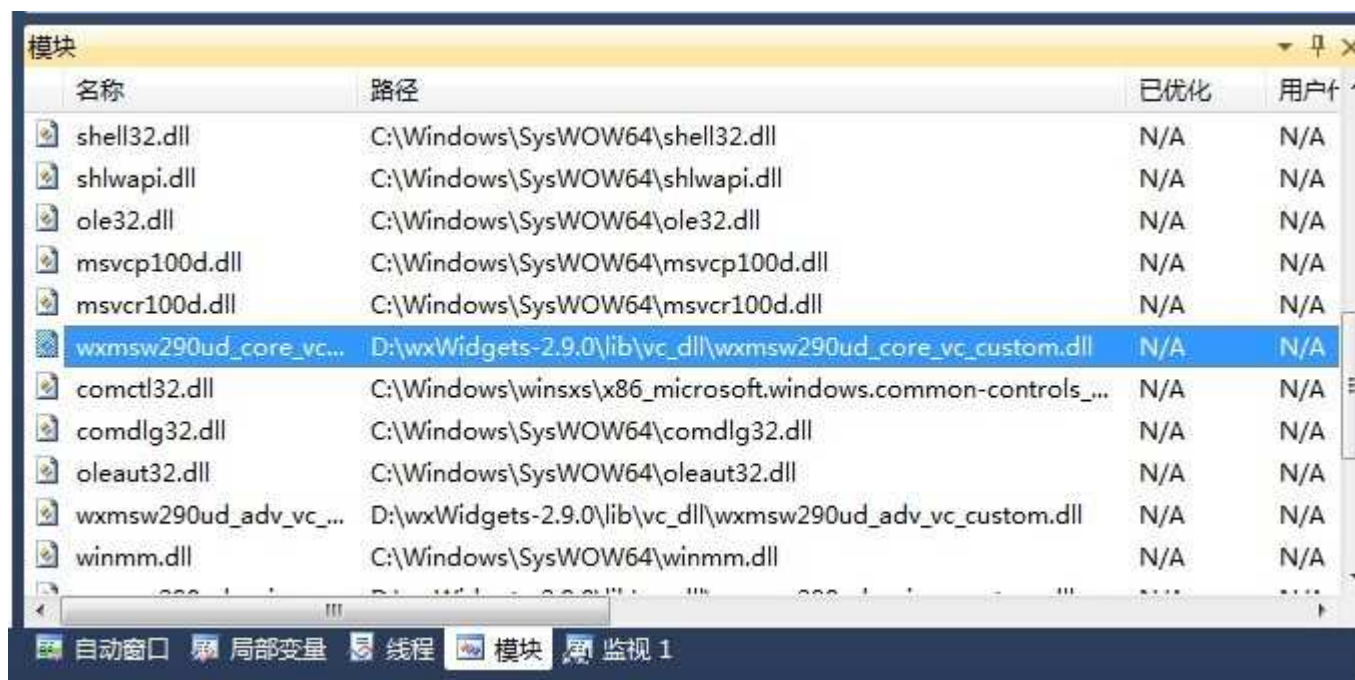 模块
名称 路径 已优化 用户
shell32.dll C:\Windows\SysWOW64\shell32.dll N/A N/A
shlwapi.dll C:\Windows\SysWOW64\shlwapi.dll N/A N/A
ole32.dll C:\Windows\SysWOW64\ole32.dll N/A N/A
msvcp100d.dll C:\Windows\SysWOW64\msvcp100d.dll N/A N/A
msvcr100d.dll C:\Windows\SysWOW64\msvcr100d.dll N/A N/A
wxmsw290ud_core_vc... D:\wxWidgets-2.9.0\lib\vc_dll\wxmsw290ud_core_vc_custom.dll N/A N/A
comctl32.dll C:\Windows\winsxs\x86_microsoft.windows.common-controls_... N/A N/A
comdlg32.dll C:\Windows\SysWOW64\comdlg32.dll N/A N/A
oleaut32.dll C:\Windows\SysWOW64\oleaut32.dll N/A N/A
wxmsw290ud_adv_vc_... D:\wxWidgets-2.9.0\lib\vc_dll\wxmsw290ud_adv_vc_custom.dll N/A N/A
winmm.dll C:\Windows\SysWOW64\winmm.dll N/A N/A
自动窗口 局部变量 线程 模块 监视 1